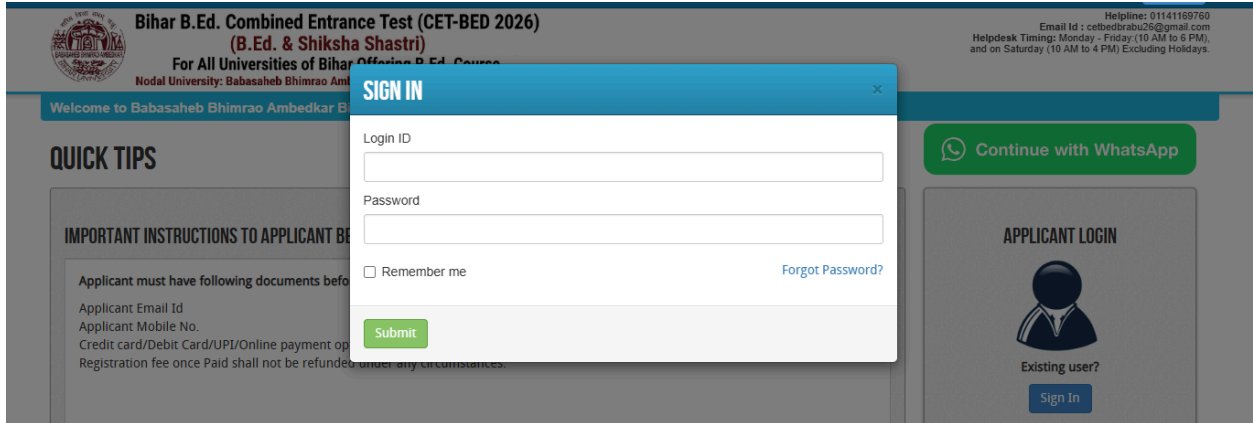 Bihar B.Ed. Combined Entrance Test (CET-BED 2026)
(B.Ed. & Shiksha Shastri)
For All Universities of Bihar Offering B.Ed. Course
Nodal University: Babasaheb Bhimrao Amb
Helpline: 01141169760
Email Id : cetbedbrabu26@gmail.com
Helpdesk Timing: Monday - Friday:(10 AM to 6 PM),
and on Saturday (10 AM to 4 PM) Excluding Holidays.
Welcome to Babasaheb Bhimrao Ambedkar Bi
SIGN IN
×
Login ID
Password
Remember me
Forgot Password?
Submit
QUICK TIPS
Continue with WhatsApp
IMPORTANT INSTRUCTIONS TO APPLICANT BE
Applicant must have following documents befo
Applicant Email Id
Applicant Mobile No.
Credit card/Debit Card/UPI/Online payment op
Registration fee once Paid shall not be refunded under any circumstances.
APPLICANT LOGIN
Existing user?
Sign In